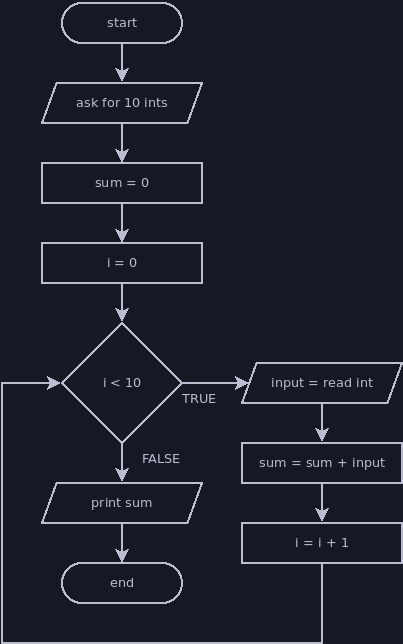 start
ask for 10 ints
sum = 0
i = 0
i < 10
TRUE
input = read int
sum = sum + input
i = i + 1
FALSE
print sum
end